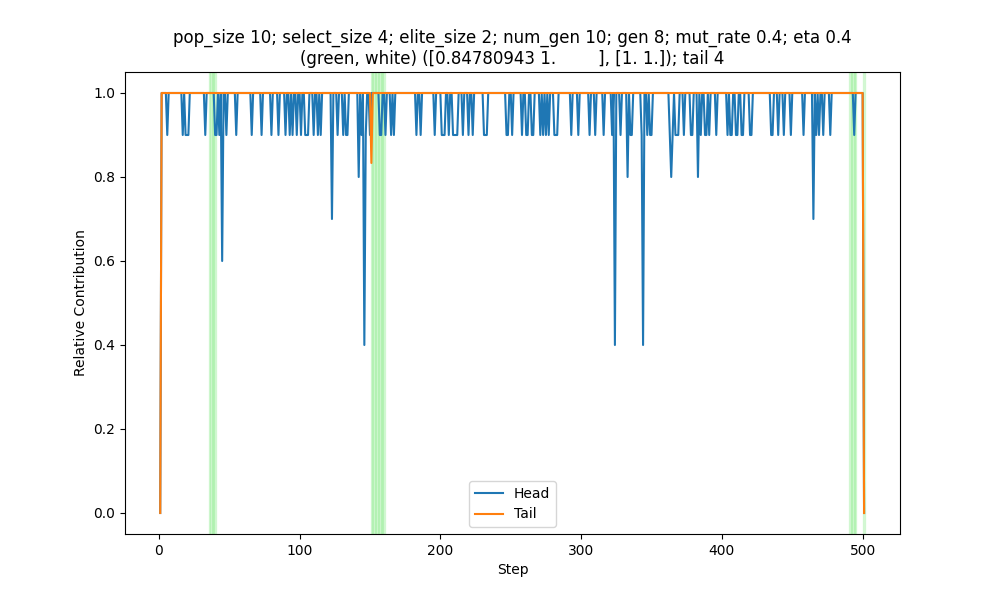 pop_size 10; select_size 4; elite_size 2; num_gen 10; gen 8; mut_rate 0.4; eta 0.4
(green, white) ([0.84780943 1.        ], [1. 1.]); tail 4
1.0
0.8
0.6
0.4
0.2
0.0
Relative Contribution
Head
Tail
0
100
200
300
400
500
Step